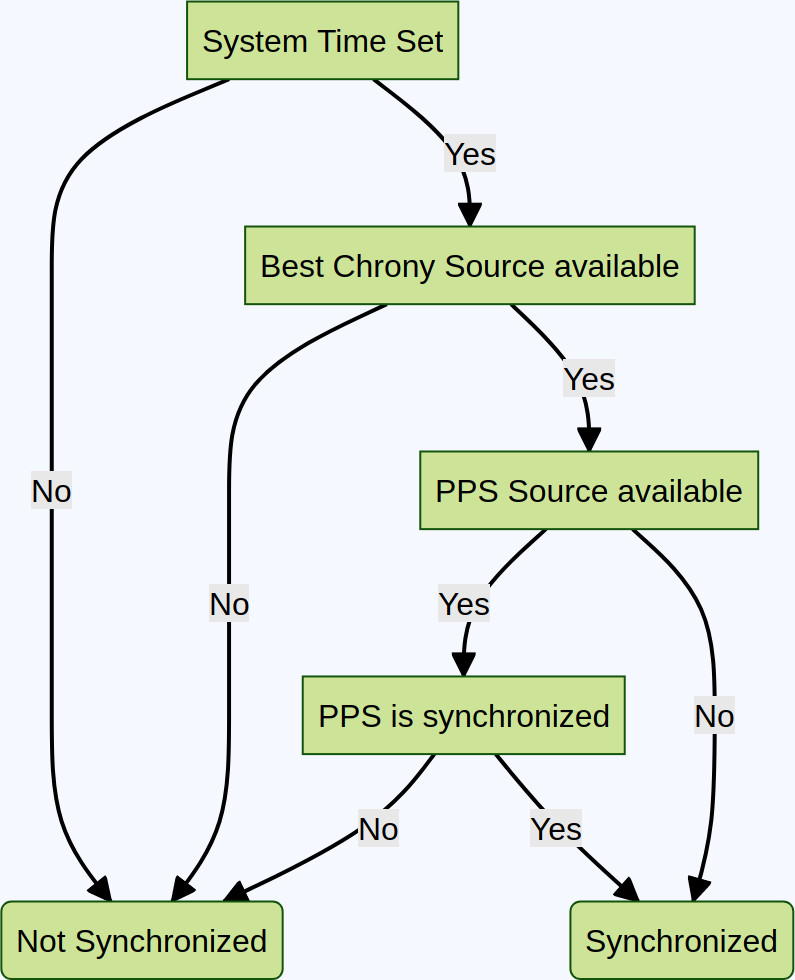 System Time Set
Yes
Best Chrony Source available
Yes
No
PPS Source available
No
Yes
PPS is synchronized
No
No
Yes
Not Synchronized
Synchronized